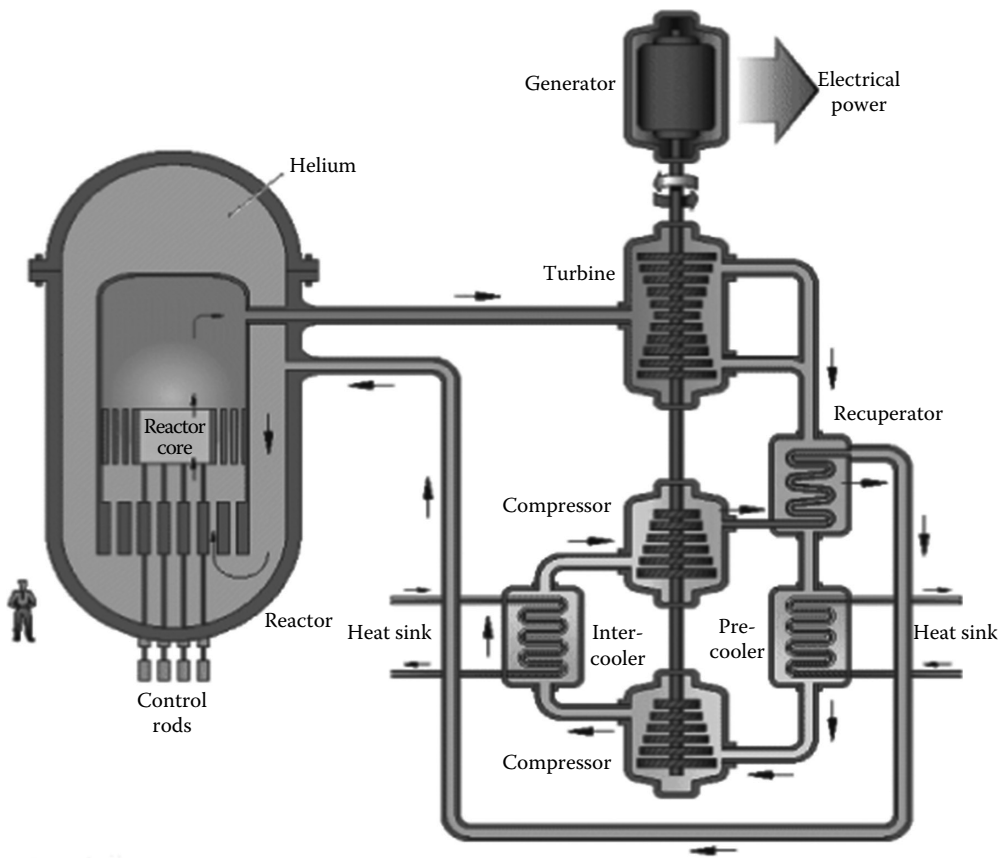 Generator
Electrical
power
Helium
Turbine
Recuperator
Reactor
core
Compressor
Reactor
Heat sink
Inter-
cooler
Pre-
cooler
Heat sink
Control
rods
Compressor